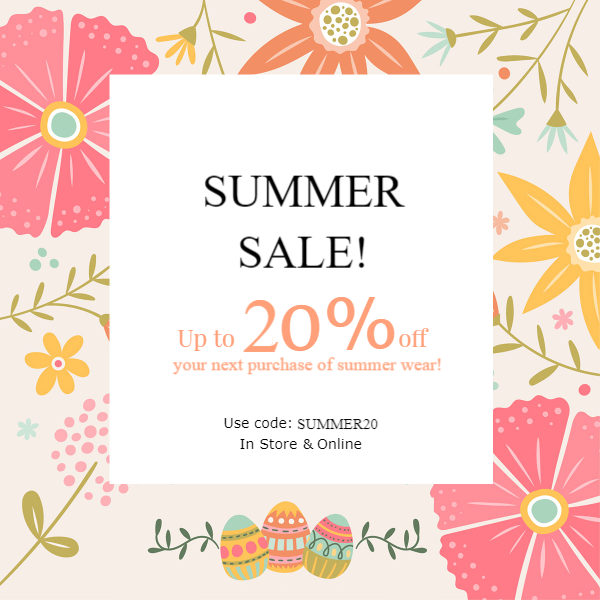 SUMMER
SALE!
Up to 20% off
your next purchase of summer wear!
Use code: SUMMER20
In Store & Online